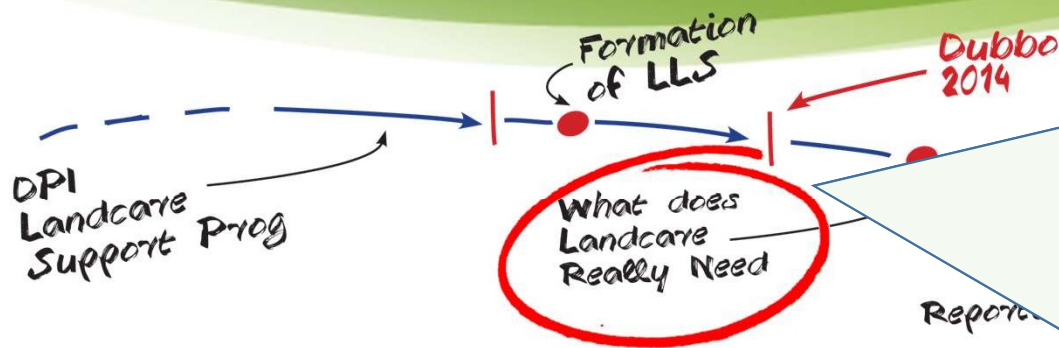 Formation
of LLS
Dubbo
2014
DPI
Landcare
Support Prog
What does
Landcare
Really Need